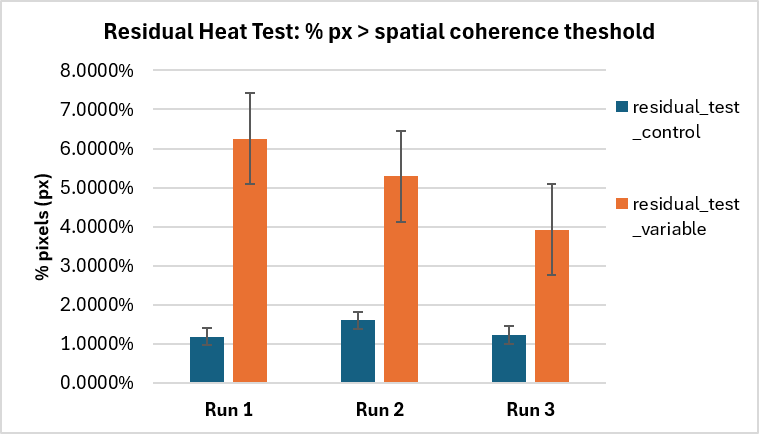 Residual Heat Test: % px > spatial coherence theshold
8.0000%
7.0000%
6.0000%
5.0000%
4.0000%
3.0000%
2.0000%
1.0000%
0.0000%
% pixels (px)
Run 1
Run 2
Run 3
residual_test
_control
residual_test
_variable